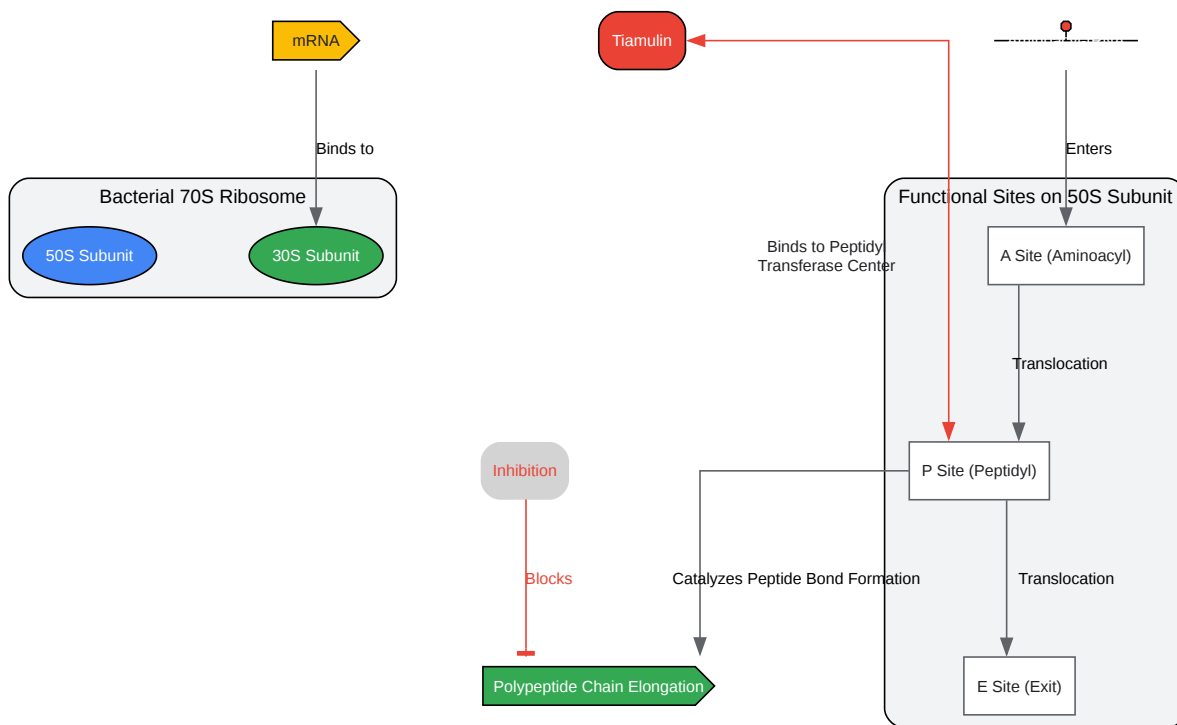 mRNA
Tiamulin
Binds to
Enters
Bacterial 70S Ribosome
Functional Sites on 50S Subunit
50S Subunit
30S Subunit
Binds to Peptidyl
Transferase Center
A Site (Aminoacyl)
Translocation
Inhibition
P Site (Peptidyl)
Blocks
Catalyzes Peptide Bond Formation
Translocation
Polypeptide Chain Elongation
E Site (Exit)